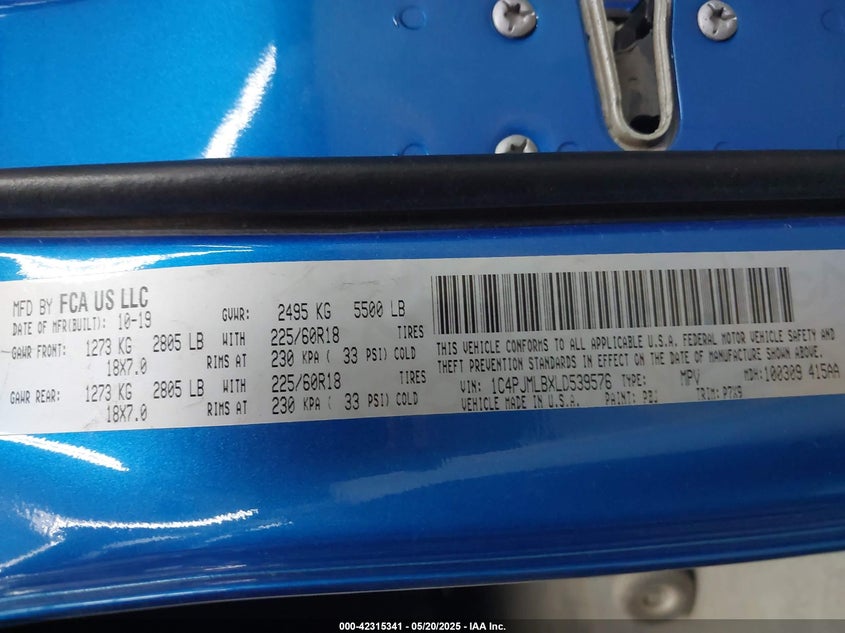 MFD BY FCA US LLC
DATE OF MFR(BUILT): 10-19
GVWR: 2495 KG 5500 LB
GAWR FRONT: 1273 KG 2805 LB WITH 225/60R18 TIRES
18X7.0 RIMS AT 230 KPA ( 33 PSI) COLD
GAWR REAR: 1273 KG 2805 LB WITH 225/60R18 TIRES
18X7.0 RIMS AT 230 KPA ( 33 PSI) COLD
THIS VEHICLE CONFORMS TO ALL APPLICABLE U.S.A. FEDERAL MOTOR VEHICLE SAFETY AND
THEFT PREVENTION STANDARDS IN EFFECT ON THE DATE OF MANUFACTURE SHOWN ABOVE
VIN: 1C4PJMLBXLD539576 TYPE: MPV MDH: 100309 415AA
VEHICLE MADE IN U.S.A. PAINT: PBJ TRIM: P7X9
000-42315341 - 05/20/2025 - IAA Inc.